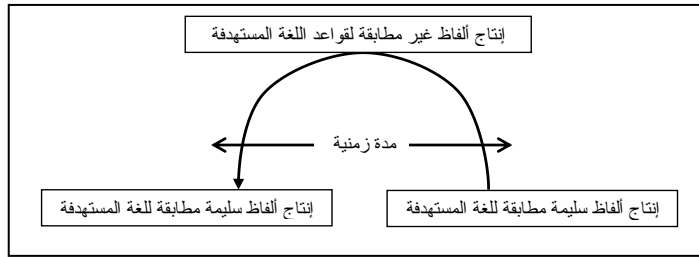 إنتاج ألفاظ غير مطابقة لقواعد اللغة المستهدفة
مدة زمنية
إنتاج ألفاظ سليمة مطابقة للغة المستهدفة
إنتاج ألفاظ سليمة مطابقة للغة المستهدفة